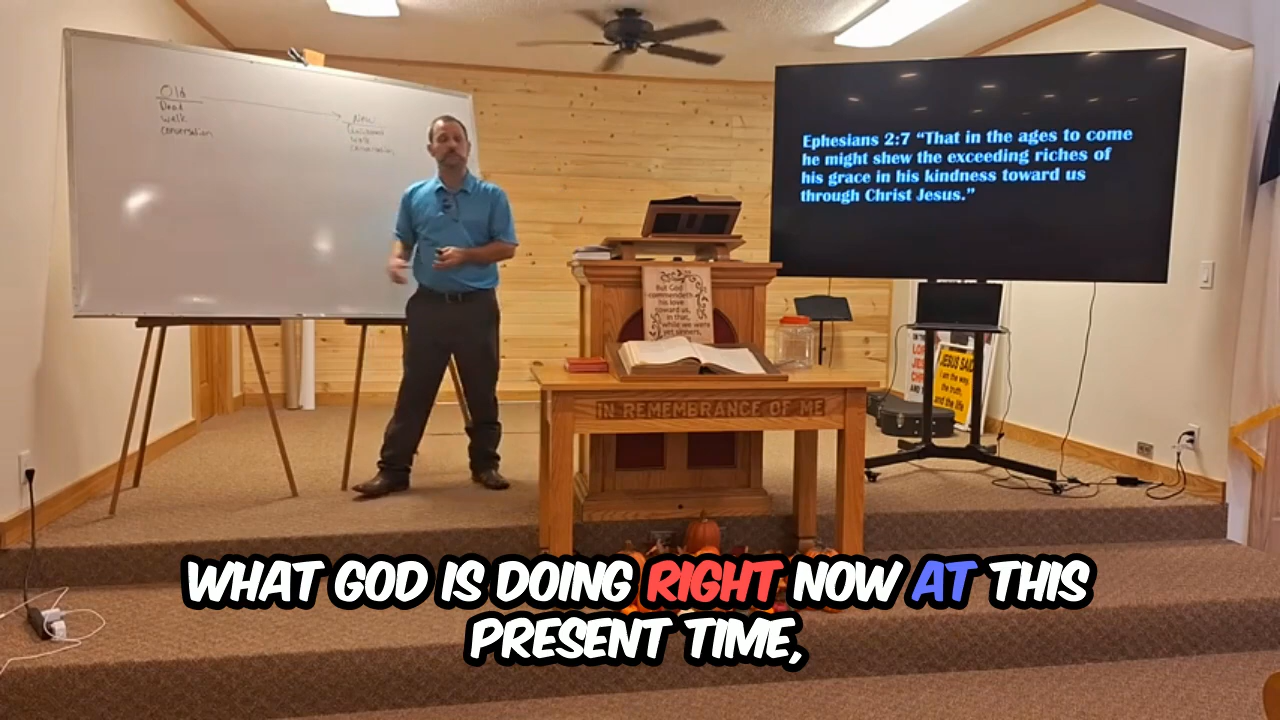 Old
Dead
walk
conversation
New
walk
conversation
Ephesians 2:7 “That in the ages to come
he might shew the exceeding riches of
his grace in his kindness toward us
through Christ Jesus.”
But God
commendeth
his love
toward us,
in that,
while we were
yet sinners,
IN REMEMBRANCE OF ME
JESUS SAID
I am the way,
the truth,
and the life
WHAT GOD IS DOING RIGHT NOW AT THIS
PRESENT TIME,